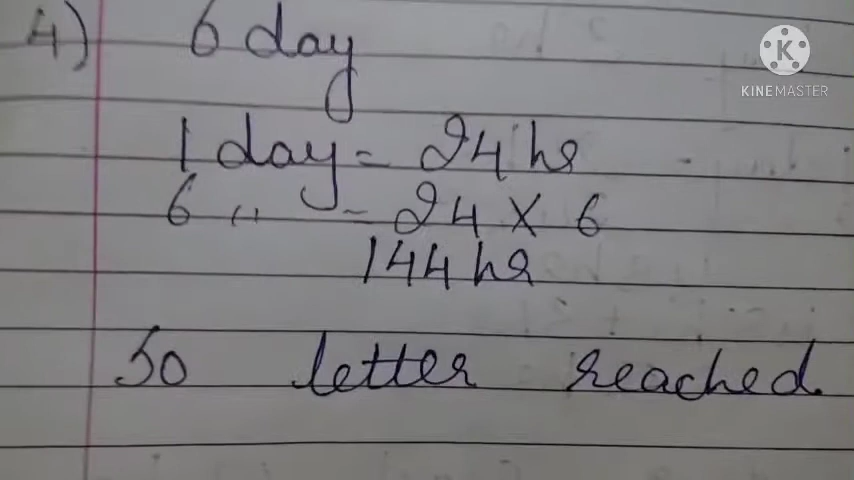 4) 6 day
1 day = 24 hr
6 " = 24 X 6
144 hr
So letter reached
K
KINEMASTER